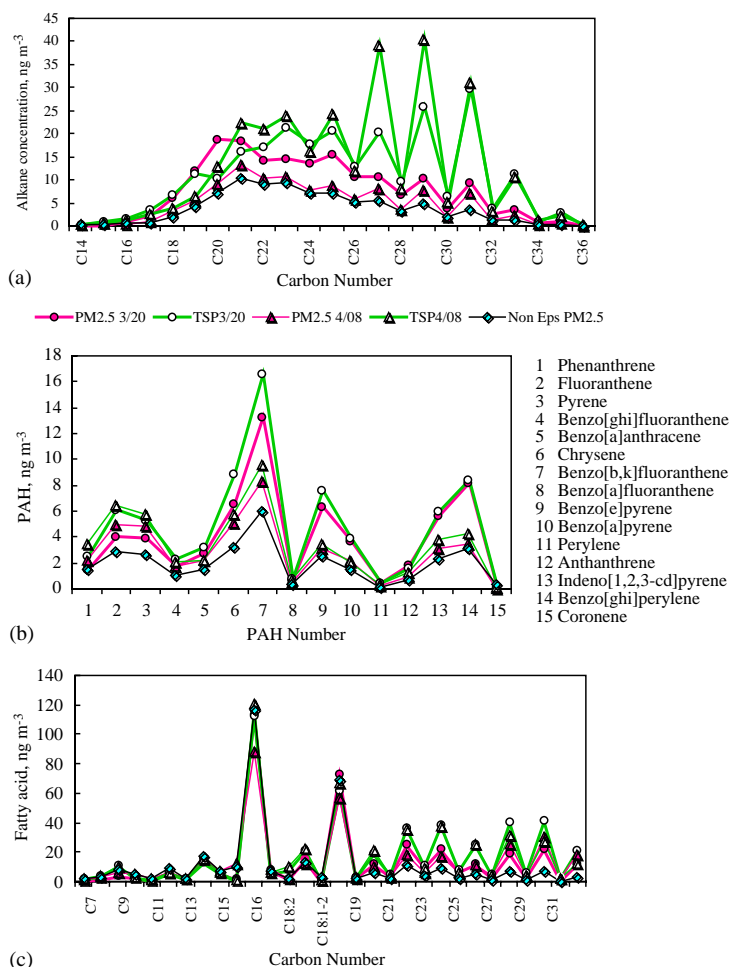 45
40
35
30
25
20
15
10
5
0
Alkane concentration, ng m-3
C14
C16
C18
C20
C22
C24
C26
C28
C30
C32
C34
C36
(a)
Carbon Number
PM2.5 3/20
TSP3/20
PM2.5 4/08
TSP4/08
Non Eps PM2.5
18
16
14
12
10
8
6
4
2
0
PAH, ng m-3
1 2 3 4 5 6 7 8 9 10 11 12 13 14 15
(b)
PAH Number
1 Phenanthrene
2 Fluoranthene
3 Pyrene
4 Benzo[ghi]fluoranthene
5 Benzo[a]anthracene
6 Chrysene
7 Benzo[b,k]fluoranthene
8 Benzo[a]fluoranthene
9 Benzo[e]pyrene
10 Benzo[a]pyrene
11 Perylene
12 Anthanthrene
13 Indeno[1,2,3-cd]pyrene
14 Benzo[ghi]perylene
15 Coronene
140
120
100
80
60
40
20
0
Fatty acid, ng m-3
C7
C9
C11
C13
C16
C18:2
C18:1-2
C19
C21
C23
C25
C27
C29
C31
(c)
Carbon Number